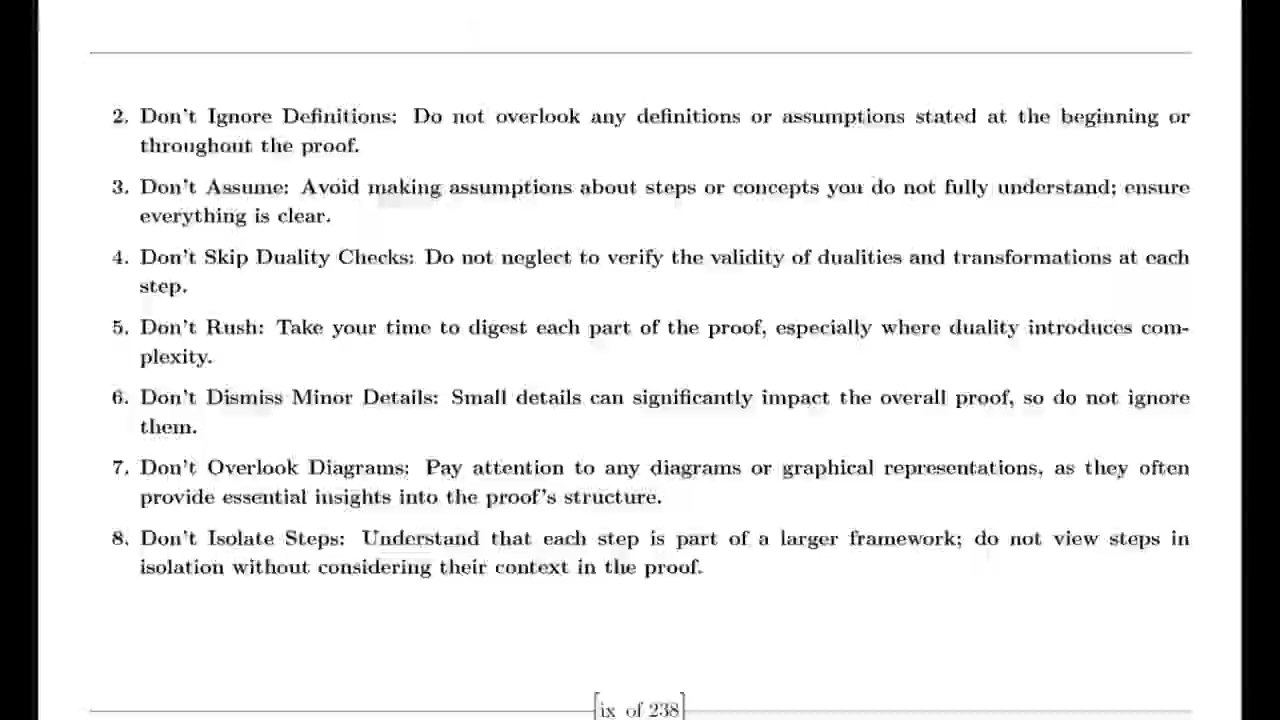 2. Don't Ignore Definitions: Do not overlook any definitions or assumptions stated at the beginning or
throughout the proof.
3. Don't Assume: Avoid making assumptions about steps or concepts you do not fully understand; ensure
everything is clear.
4. Don't Skip Duality Checks: Do not neglect to verify the validity of dualities and transformations at each
step.
5. Don't Rush: Take your time to digest each part of the proof, especially where duality introduces com-
plexity.
6. Don't Dismiss Minor Details: Small details can significantly impact the overall proof, so do not ignore
them.
7. Don't Overlook Diagrams: Pay attention to any diagrams or graphical representations, as they often
provide essential insights into the proof's structure.
8. Don't Isolate Steps: Understand that each step is part of a larger framework; do not view steps in
isolation without considering their context in the proof.
[ix of 238]